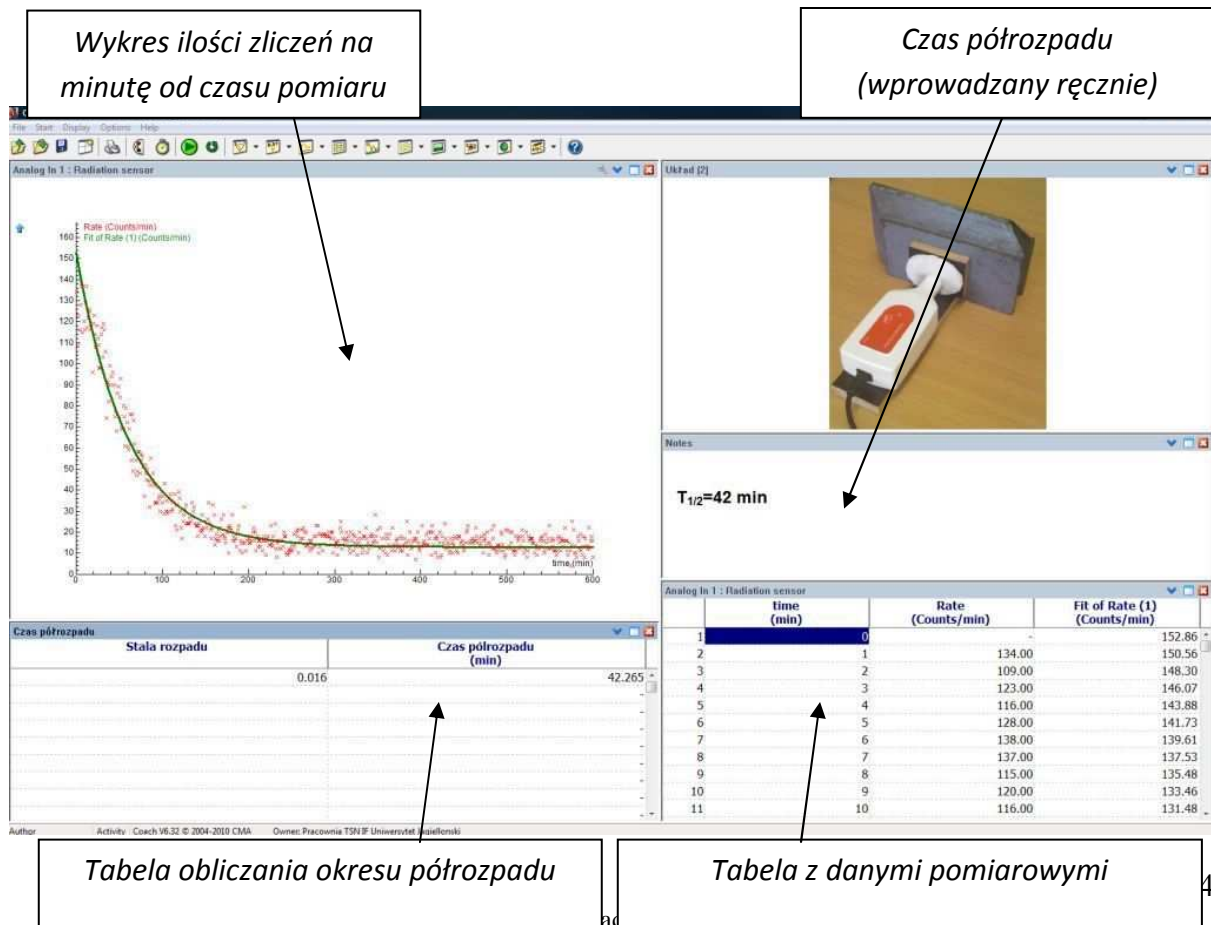 Wykres ilości zliczeń na
minutę od czasu pomiaru
Czas półrozpadu
(wprowadzany ręcznie)
File Start Display Options Help
Analog In 1 : Radiation sensor
Rate (Counts/min)
Fit of Rate (1) (Counts/min)
160
150
140
130
120
110
100
90
80
70
60
50
40
30
20
10
0
0 100 200 300 400 500 600
time (min)
Układ [2]
Notes
T1/2=42 min
Czas półrozpadu
Stala rozpadu Czas pólrozpadu
(min)
0.016 42.265
Analog In 1 : Radiation sensor
time Rate Fit of Rate (1)
(min) (Counts/min) (Counts/min)
1 0 - 152.86
2 1 134.00 150.56
3 2 109.00 148.30
4 3 123.00 146.07
5 4 116.00 143.88
6 5 128.00 141.73
7 6 138.00 139.61
8 7 137.00 137.53
9 8 115.00 135.48
10 9 120.00 133.46
11 10 116.00 131.48
Author Activity Coach V6.32 © 2004-2010 CMA Owner: Pracownia TSN IF Uniwersytet Jagiellonski
Tabela obliczania okresu półrozpadu
Tabela z danymi pomiarowymi
4